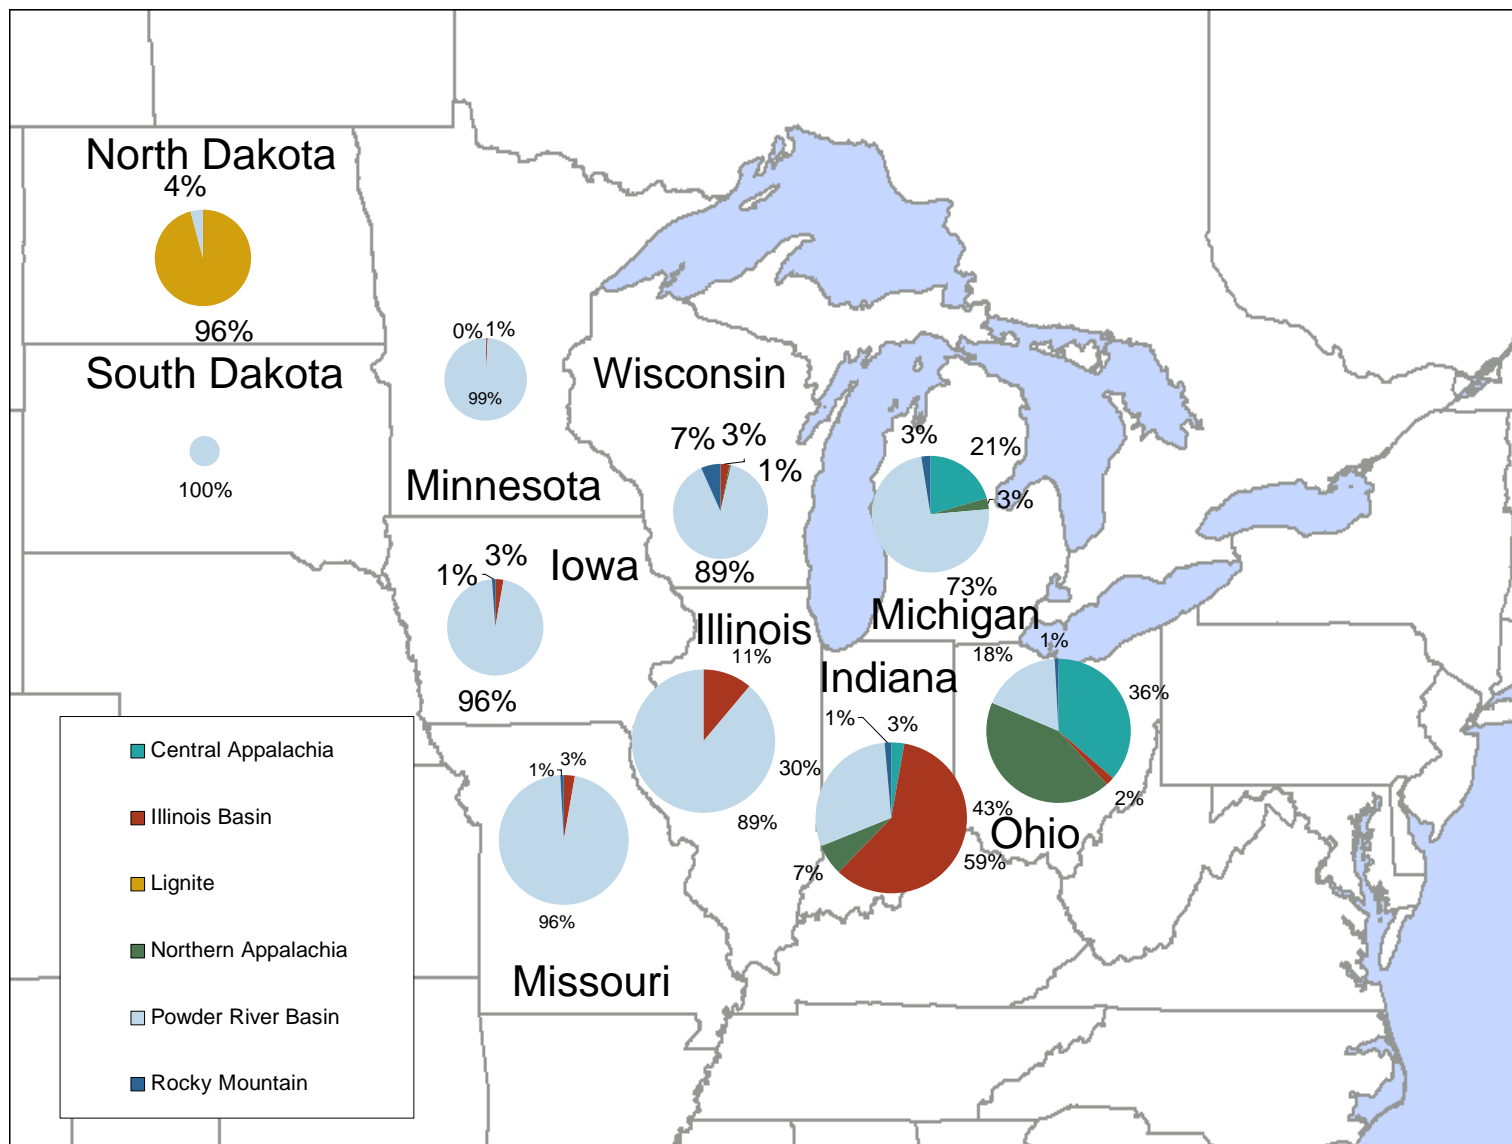 North Dakota
4%
96%
South Dakota
100%
0% 1%
99%
Minnesota
Wisconsin
7% 3%
1%
89%
3% 21%
3%
73%
Michigan
1% 3% Iowa
96%
Illinois
11%
89%
Indiana
1% 3%
30%
7%
59%
18% 1%
36%
2%
43%
Ohio
1% 3%
96%
Missouri
Central Appalachia
Illinois Basin
Lignite
Northern Appalachia
Powder River Basin
Rocky Mountain